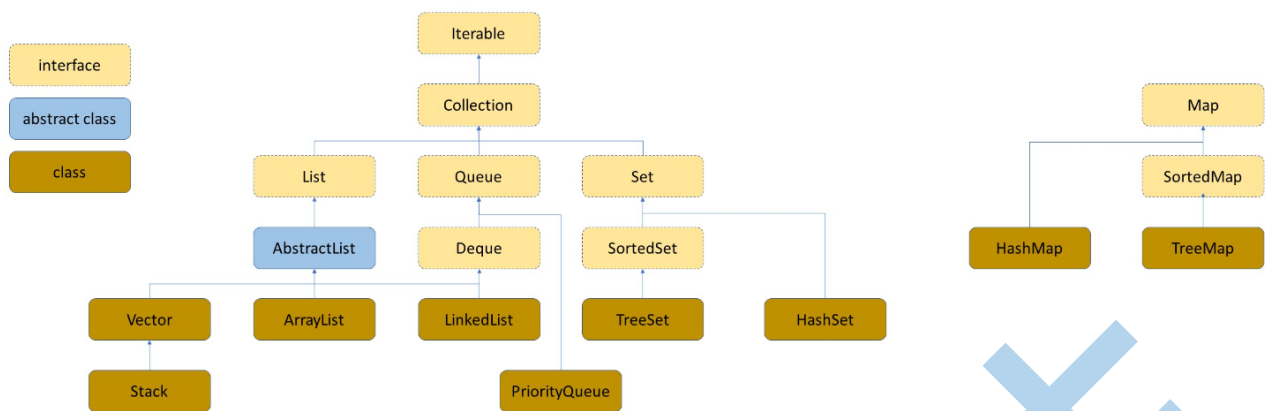 Iterable
interface
Collection
Map
abstract class
class
List
Queue
Set
SortedMap
AbstractList
Deque
SortedSet
HashMap
TreeMap
Vector
ArrayList
LinkedList
TreeSet
HashSet
Stack
PriorityQueue